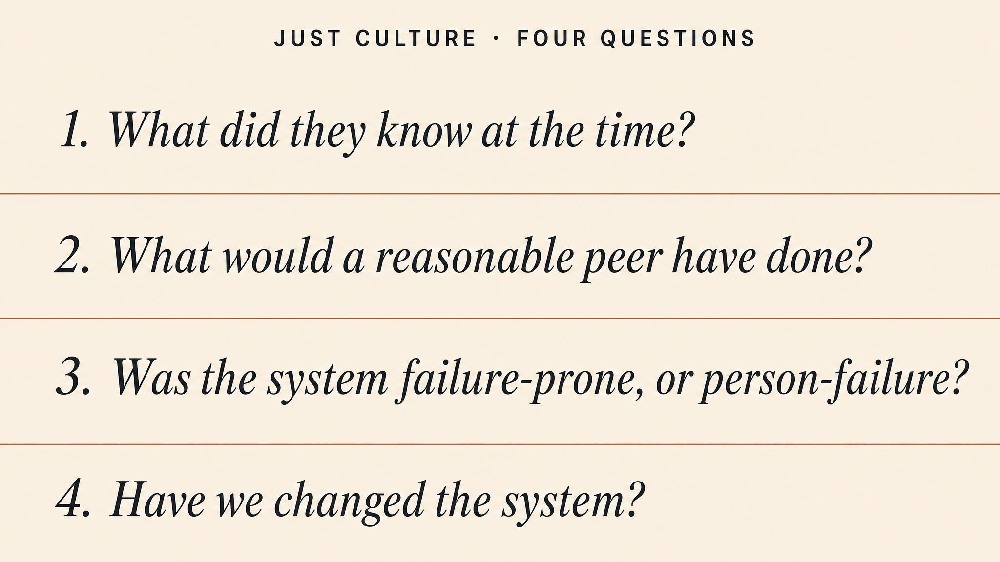 JUST CULTURE · FOUR QUESTIONS
1. What did they know at the time?
2. What would a reasonable peer have done?
3. Was the system failure-prone, or person-failure?
4. Have we changed the system?